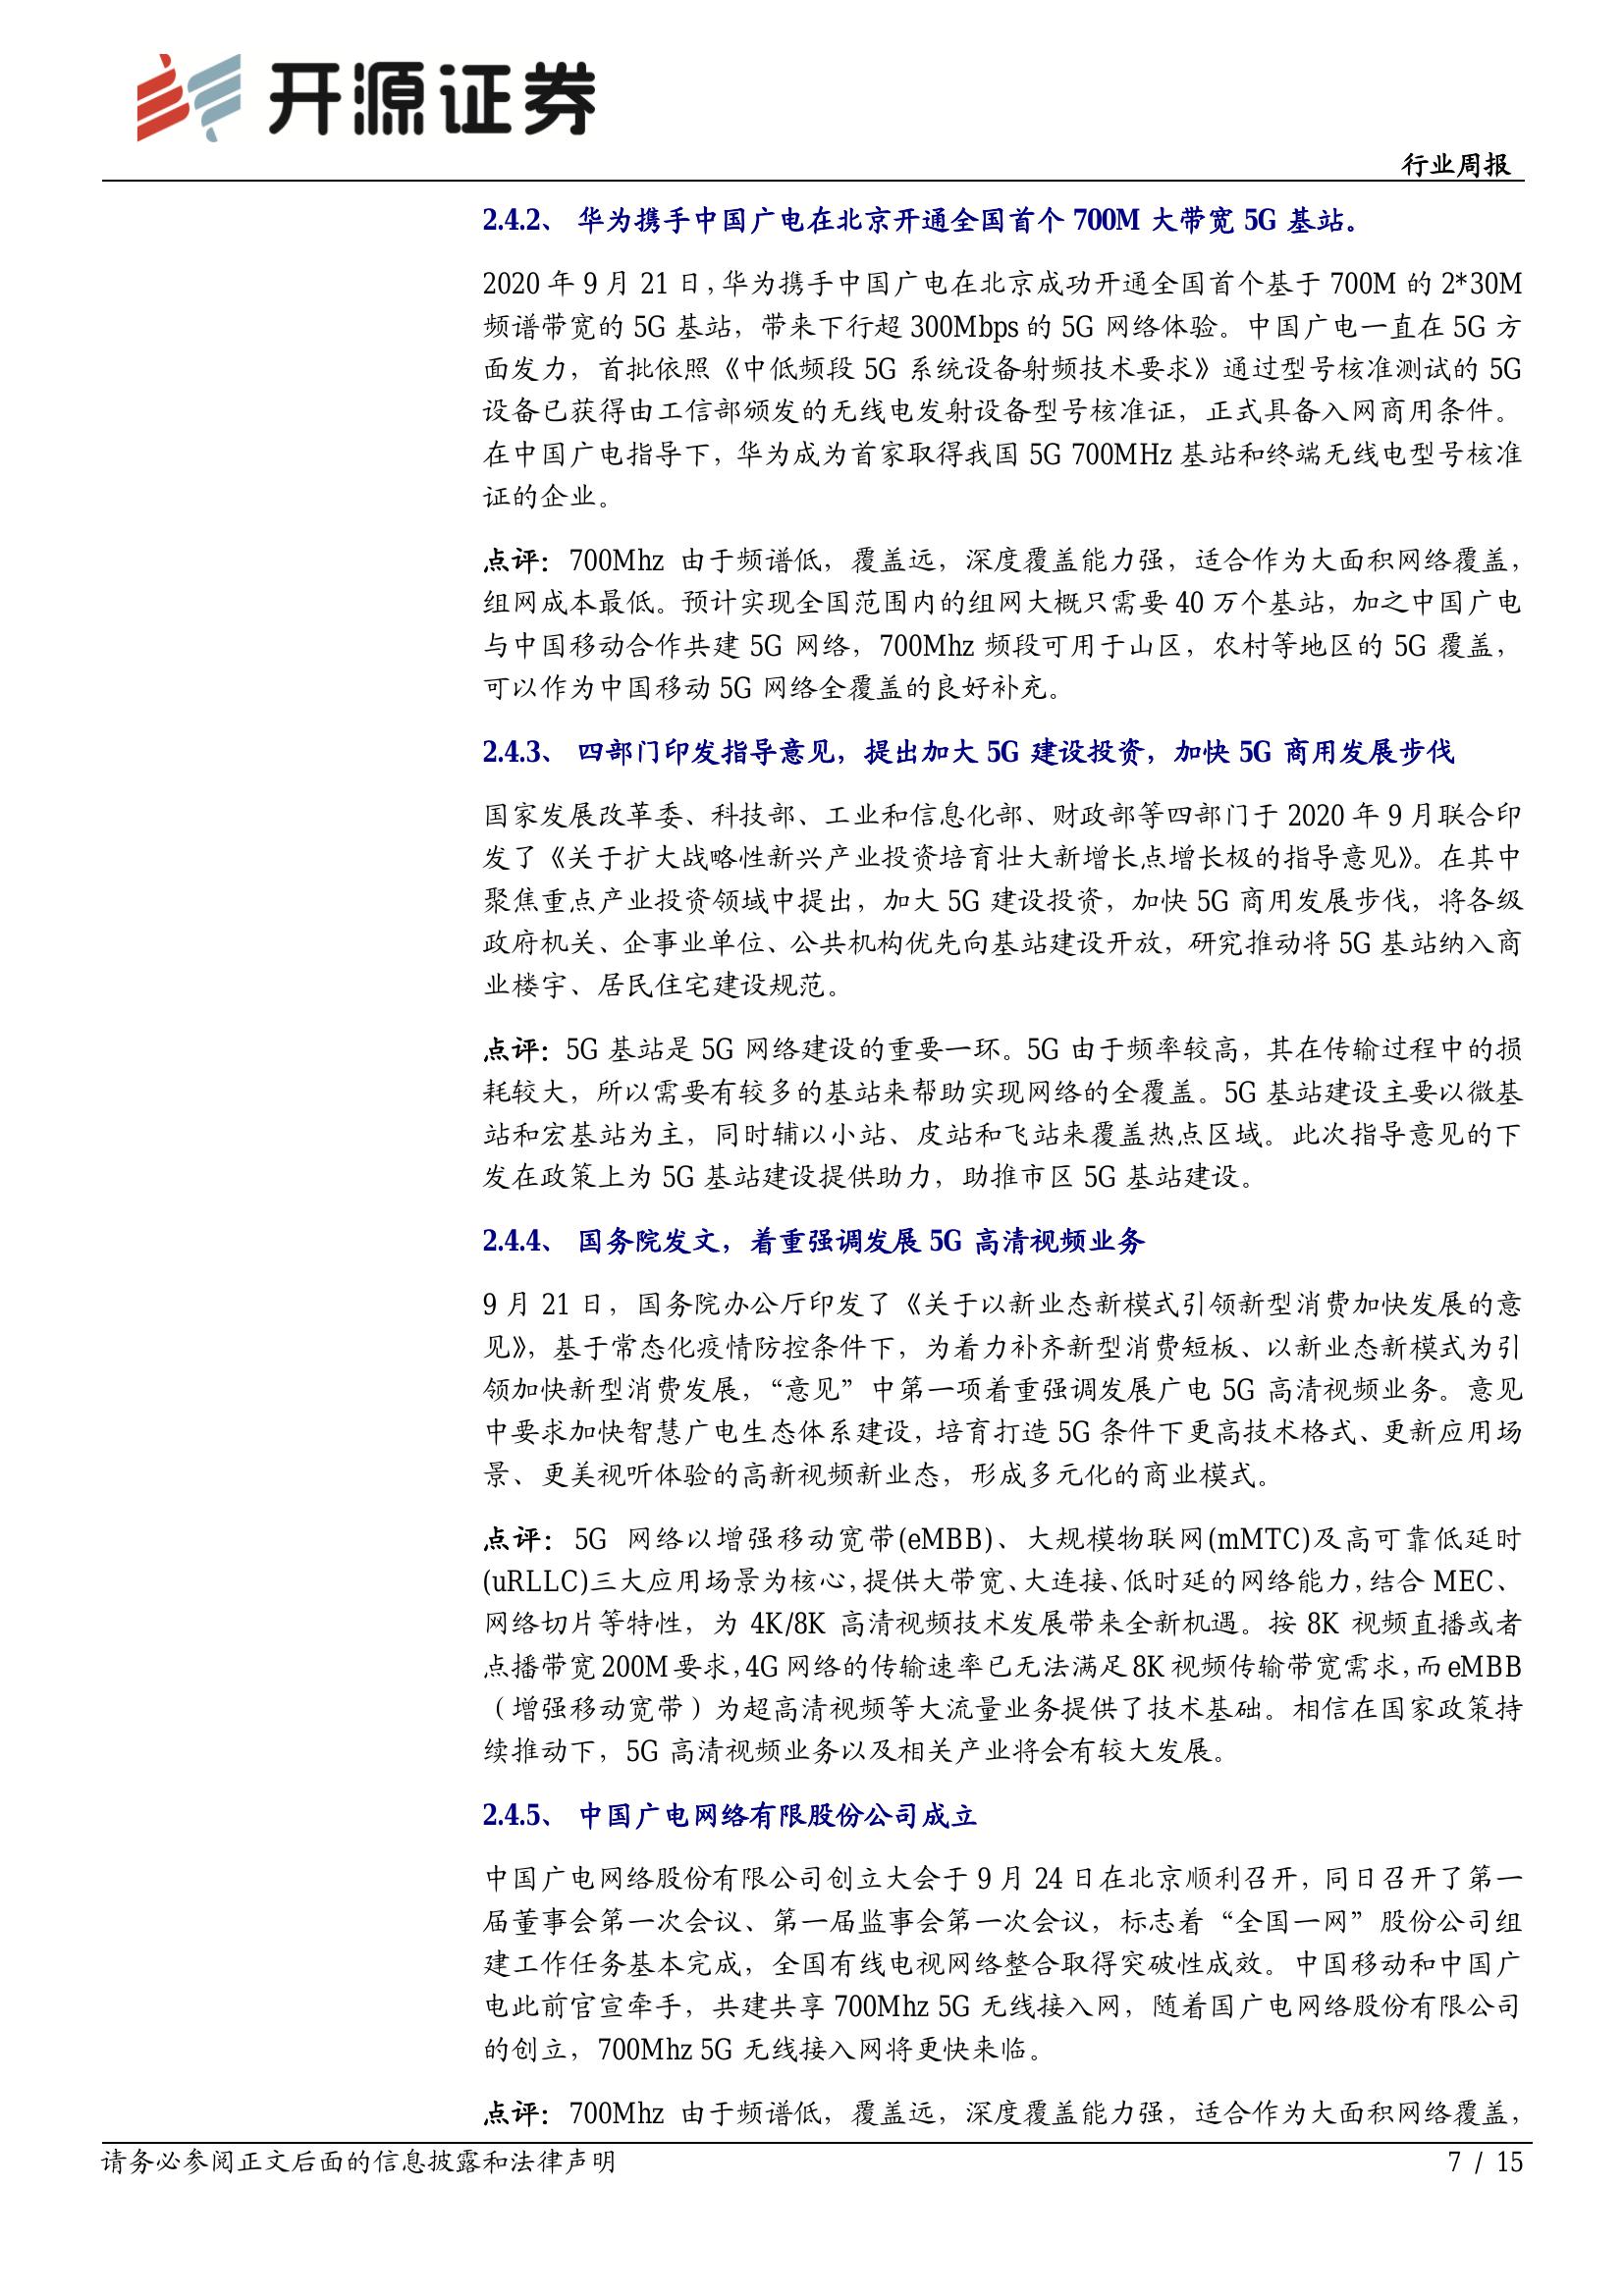 开源证券
行业周报
2.4.2、 华为携手中国广电在北京开通全国首个 700M 大带宽 5G 基站。
2020 年 9 月 21 日，华为携手中国广电在北京成功开通全国首个基于 700M 的 2*30M
频谱带宽的 5G 基站，带来下行超 300Mbps 的 5G 网络体验。中国广电一直在 5G 方
面发力，首批依照《中低频段 5G 系统设备射频技术要求》通过型号核准测试的 5G
设备已获得由工信部颁发的无线电发射设备型号核准证，正式具备入网商用条件。
在中国广电指导下，华为成为首家取得我国 5G 700MHz 基站和终端无线电型号核准
证的企业。
点评：700Mhz 由于频谱低，覆盖远，深度覆盖能力强，适合作为大面积网络覆盖，
组网成本最低。预计实现全国范围内的组网大概只需要 40 万个基站，加之中国广电
与中国移动合作共建 5G 网络，700Mhz 频段可用于山区，农村等地区的 5G 覆盖，
可以作为中国移动 5G 网络全覆盖的良好补充。
2.4.3、 四部门印发指导意见，提出加大 5G 建设投资，加快 5G 商用发展步伐
国家发展改革委、科技部、工业和信息化部、财政部等四部门于 2020 年 9 月联合印
发了《关于扩大战略性新兴产业投资培育壮大新增长点增长极的指导意见》。在其中
聚焦重点产业投资领域中提出，加大 5G 建设投资，加快 5G 商用发展步伐，将各级
政府机关、企事业单位、公共机构优先向基站建设开放，研究推动将 5G 基站纳入商
业楼宇、居民住宅建设规范。
点评：5G 基站是 5G 网络建设的重要一环。5G 由于频率较高，其在传输过程中的损
耗较大，所以需要有较多的基站来帮助实现网络的全覆盖。5G 基站建设主要以微基
站和宏基站为主，同时辅以小站、皮站和飞站来覆盖热点区域。此次指导意见的下
发在政策上为 5G 基站建设提供助力，助推市区 5G 基站建设。
2.4.4、 国务院发文，着重强调发展 5G 高清视频业务
9 月 21 日，国务院办公厅印发了《关于以新业态新模式引领新型消费加快发展的意
见》，基于常态化疫情防控条件下，为着力补齐新型消费短板、以新业态新模式为引
领加快新型消费发展，“意见”中第一项着重强调发展广电 5G 高清视频业务。意见
中要求加快智慧广电生态体系建设，培育打造 5G 条件下更高技术格式、更新应用场
景、更美视听体验的高新视频新业态，形成多元化的商业模式。
点评：5G 网络以增强移动宽带(eMBB)、大规模物联网(mMTC)及高可靠低延时
(uRLLC)三大应用场景为核心，提供大带宽、大连接、低时延的网络能力，结合 MEC、
网络切片等特性，为 4K/8K 高清视频技术发展带来全新机遇。按 8K 视频直播或者
点播带宽 200M 要求，4G 网络的传输速率已无法满足 8K 视频传输带宽需求，而 eMBB
（增强移动宽带）为超高清视频等大流量业务提供了技术基础。相信在国家政策持
续推动下，5G 高清视频业务以及相关产业将会有较大发展。
2.4.5、 中国广电网络有限股份公司成立
中国广电网络股份有限公司创立大会于 9 月 24 日在北京顺利召开，同日召开了第一
届董事会第一次会议、第一届监事会第一次会议，标志着“全国一网”股份公司组
建工作任务基本完成，全国有线电视网络整合取得突破性成效。中国移动和中国广
电此前官宣牵手，共建共享 700Mhz 5G 无线接入网，随着国广电网络股份有限公司
的创立，700Mhz 5G 无线接入网将更快来临。
点评：700Mhz 由于频谱低，覆盖远，深度覆盖能力强，适合作为大面积网络覆盖，
请务必参阅正文后面的信息披露和法律声明
7 / 15